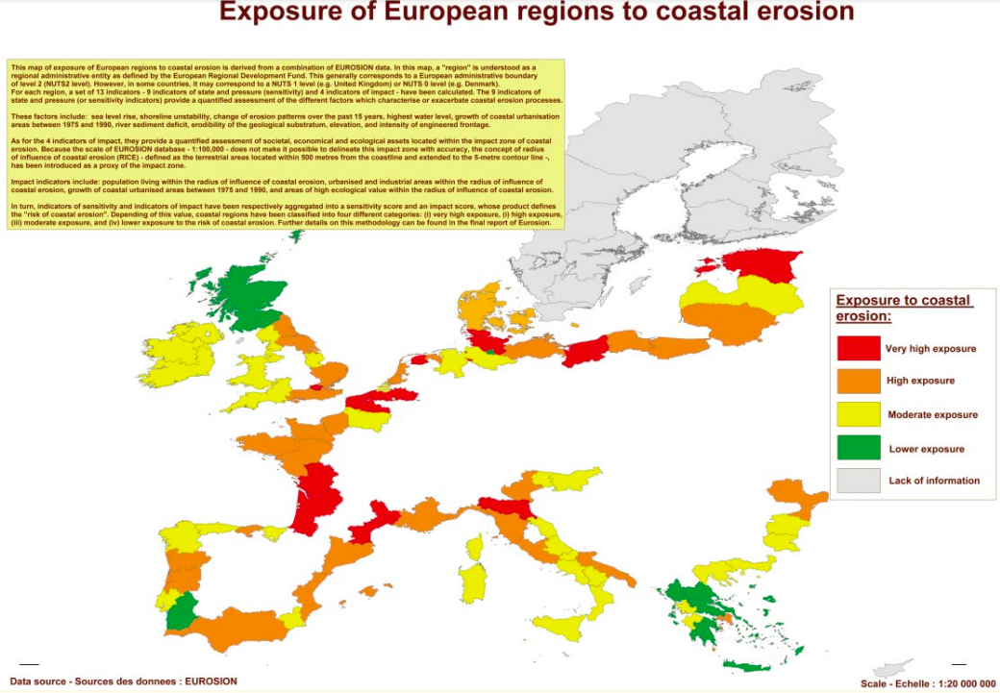 Exposure of European regions to coastal erosion
This map of exposure of European regions to coastal erosion is derived from a combination of EUROSION data. In this map, a "region" is understood as a
regional administrative entity as defined by the European Regional Development Fund. This generally corresponds to a European administrative boundary
of level 2 (NUTS2 level). However, in some countries, it may correspond to a NUTS 1 level (e.g. United Kingdom) or NUTS 0 level (e.g. Denmark).
For each region, a set of 13 indicators - 9 indicators of state and pressure (sensitivity) and 4 indicators of impact - have been calculated. The 9 indicators of
state and pressure (or sensitivity indicators) provide a quantified assessment of the different factors which characterise or exacerbate coastal erosion processes.
These factors include: sea level rise, shoreline unstability, change of erosion patterns over the past 15 years, highest water level, growth of coastal urbanisation
areas between 1975 and 1990, river sediment deficit, erodibility of the geological substratum, elevation, and intensity of engineered frontage.
As for the 4 indicators of impact, they provide a quantified assessment of societal, economical and ecological assets located within the impact zone of coastal
erosion. Because the scale of EUROSION database - 1:100,000 - does not make it possible to delineate this impact zone with accuracy, the concept of radius
of influence of coastal erosion (RICE) - defined as the terrestrial areas located within 500 metres from the coastline and extended to the 5-metre contour line -,
has been introduced as a proxy of the impact zone.
Impact indicators include: population living within the radius of influence of coastal erosion, urbanised and industrial areas within the radius of influence of
coastal erosion, growth of coastal urbanised areas between 1975 and 1990, and areas of high ecological value within the radius of influence of coastal erosion.
In turn, indicators of sensitivity and indicators of impact have been respectively aggregated into a sensitivity score and an impact score, whose product defines
the "risk of coastal erosion". Depending of this value, coastal regions have been classified into four different categories: (i) very high exposure, (i) high exposure,
(iii) moderate exposure, and (iv) lower exposure to the risk of coastal erosion. Further details on this methodology can be found in the final report of Eurosion.
Exposure to coastal
erosion:
Very high exposure
High exposure
Moderate exposure
Lower exposure
Lack of information
Data source - Sources des donnees : EUROSION
Scale - Echelle : 1:20 000 000